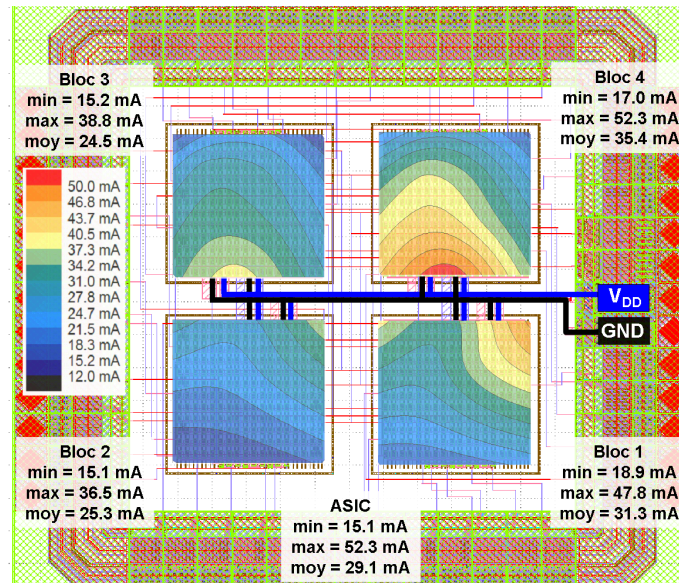 Bloc 3
min = 15.2 mA
max = 38.8 mA
moy = 24.5 mA
Bloc 4
min = 17.0 mA
max = 52.3 mA
moy = 35.4 mA
50.0 mA
46.8 mA
43.7 mA
40.5 mA
37.3 mA
34.2 mA
31.0 mA
27.8 mA
24.7 mA
21.5 mA
18.3 mA
15.2 mA
12.0 mA
VDD
GND
Bloc 2
min = 15.1 mA
max = 36.5 mA
moy = 25.3 mA
Bloc 1
min = 18.9 mA
max = 47.8 mA
moy = 31.3 mA
ASIC
min = 15.1 mA
max = 52.3 mA
moy = 29.1 mA